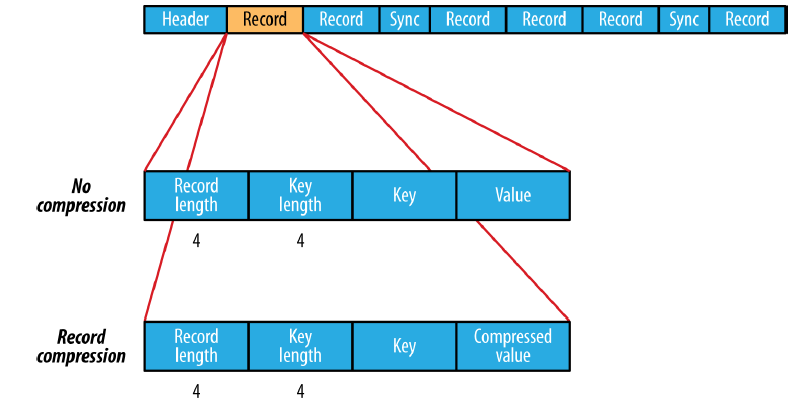 Header Record Record Sync Record Record Record Sync Record
No
compression
Record
length
Key
length
Key
Value
4 4
Record
compression
Record
length
Key
length
Key
Compressed
value
4 4